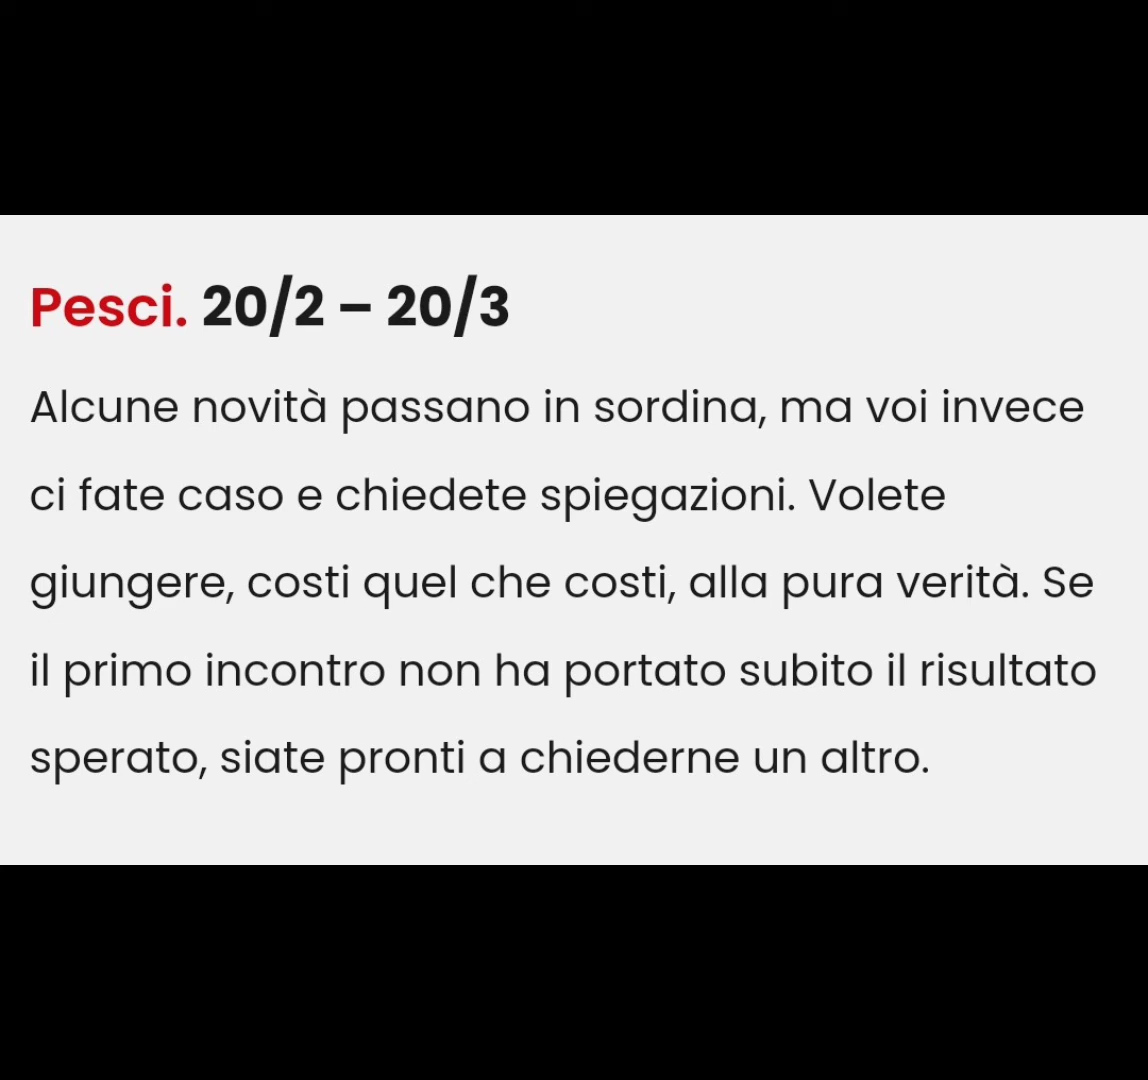 Pesci. 20/2 – 20/3
Alcune novità passano in sordina, ma voi invece
ci fate caso e chiedete spiegazioni. Volete
giungere, costi quel che costi, alla pura verità. Se
il primo incontro non ha portato subito il risultato
sperato, siate pronti a chiederne un altro.